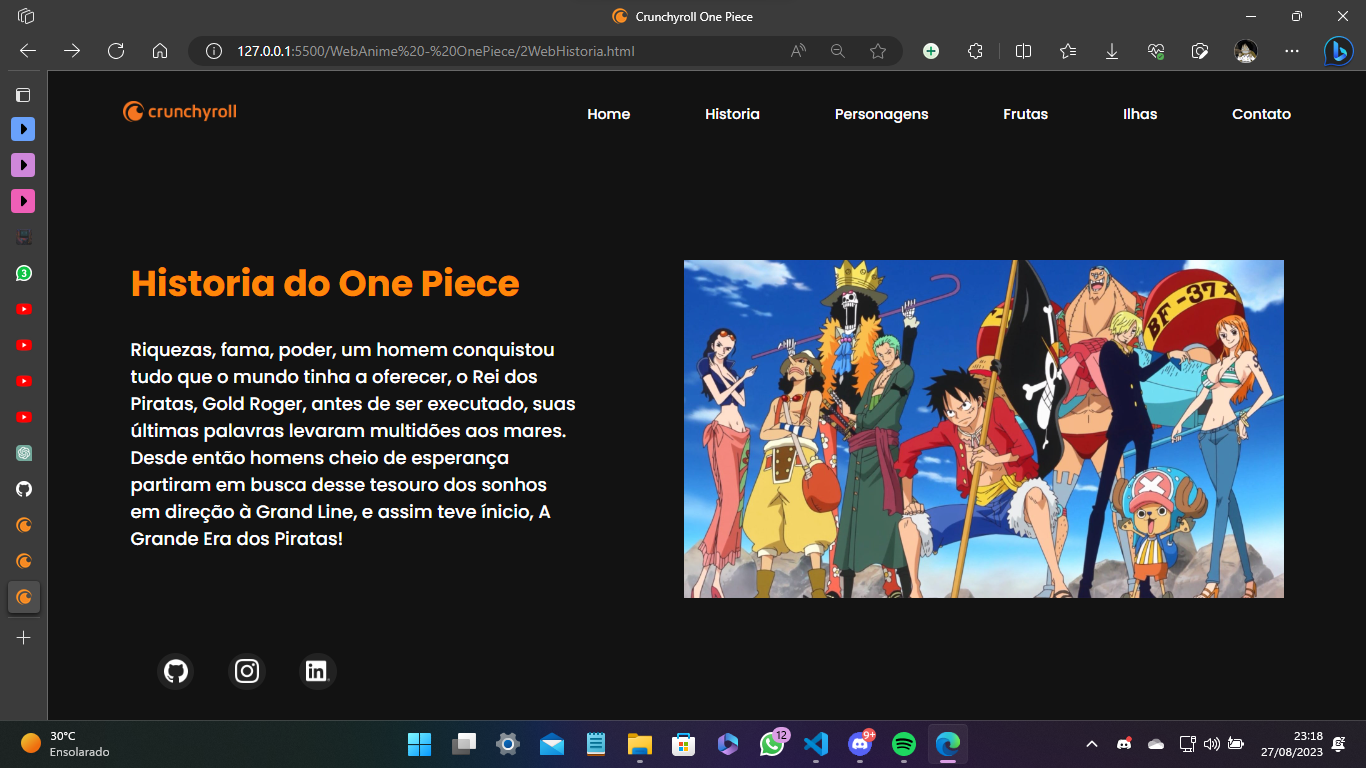 Crunchyroll One Piece
127.0.0.1:5500/WebAnime%20-%20OnePiece/2WebHistoria.html
A
3
crunchyroll
Home
Historia
Personagens
Frutas
Ilhas
Contato
Historia do One Piece
Riquezas, fama, poder, um homem conquistou
tudo que o mundo tinha a oferecer, o Rei dos
Piratas, Gold Roger, antes de ser executado, suas
últimas palavras levaram multidões aos mares.
Desde então homens cheio de esperança
partiram em busca desse tesouro dos sonhos
em direção à Grand Line, e assim teve ínicio, A
Grande Era dos Piratas!
BF-37★
in
30°C
Ensolarado
12
9+
23:18
27/08/2023